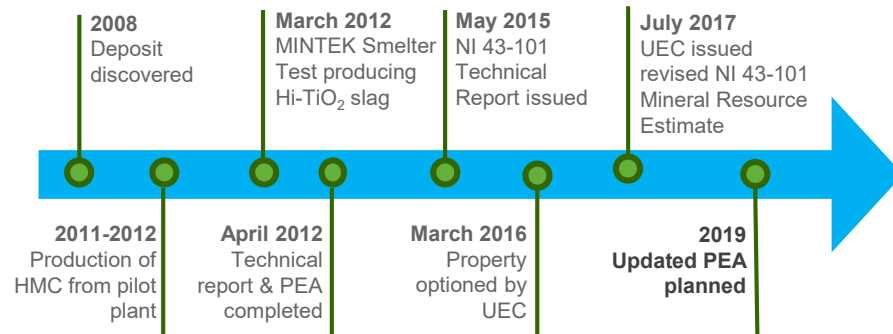 2008
Deposit
discovered
March 2012
MINTEK Smelter
Test producing
Hi-TiO₂ slag
May 2015
NI 43-101
Technical
Report issued
July 2017
UEC issued
revised NI 43-101
Mineral Resource
Estimate
2011-2012
Production of
HMC from pilot
plant
April 2012
Technical
report & PEA
completed
March 2016
Property
optioned by
UEC
2019
Updated PEA
planned